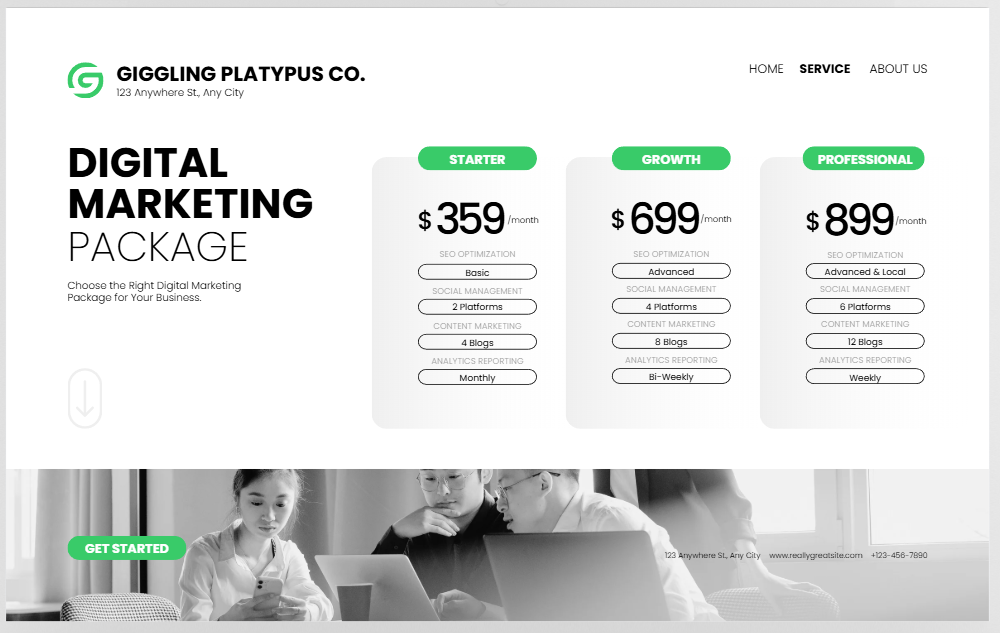 GIGGLING PLATYPUS CO.
123 Anywhere St., Any City
HOME SERVICE ABOUT US
DIGITAL
MARKETING
PACKAGE
Choose the Right Digital Marketing
Package for Your Business.
STARTER
$ 359 /month
SEO OPTIMIZATION
Basic
SOCIAL MANAGEMENT
2 Platforms
CONTENT MARKETING
4 Blogs
ANALYTICS REPORTING
Monthly
GROWTH
$ 699 /month
SEO OPTIMIZATION
Advanced
SOCIAL MANAGEMENT
4 Platforms
CONTENT MARKETING
8 Blogs
ANALYTICS REPORTING
Bi-Weekly
PROFESSIONAL
$ 899 /month
SEO OPTIMIZATION
Advanced & Local
SOCIAL MANAGEMENT
6 Platforms
CONTENT MARKETING
12 Blogs
ANALYTICS REPORTING
Weekly
GET STARTED
123 Anywhere St., Any City www.reallygreatsite.com +123-456-7890